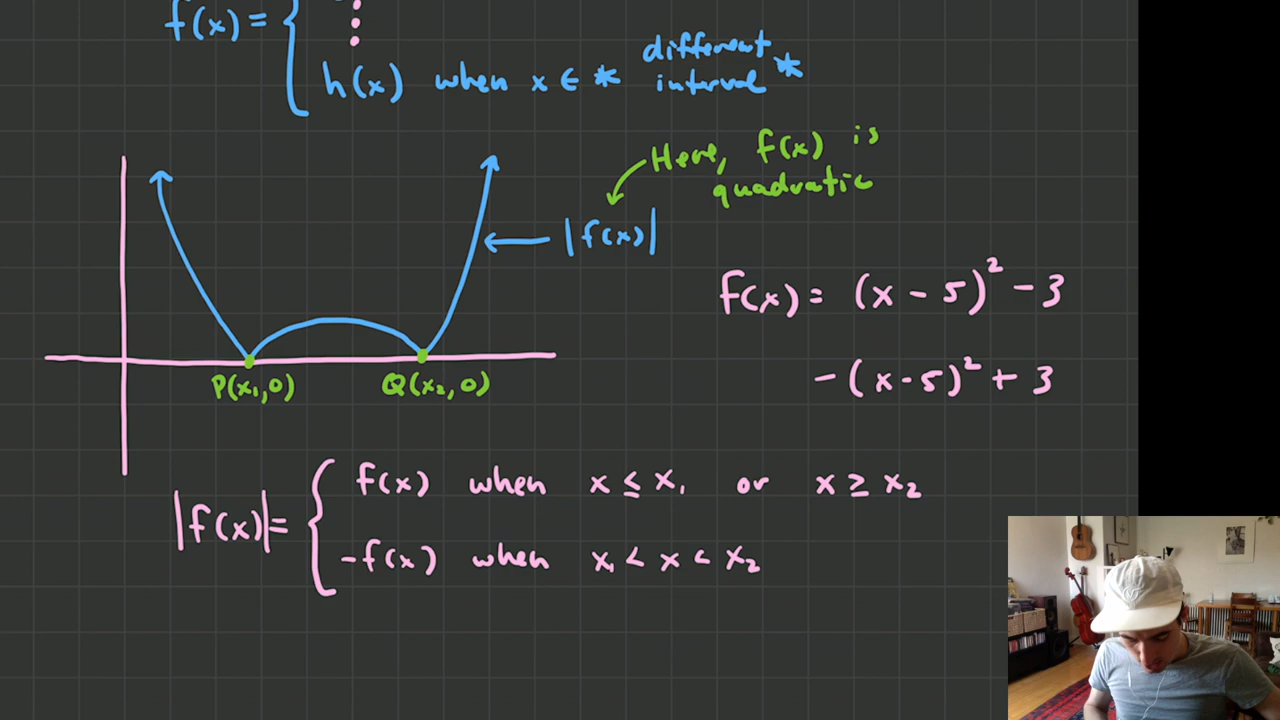 f(x) = {
h(x) when x ∈ * different interval *
Here, f(x) is
quadratic
|f(x)|
f(x) = (x - 5)² - 3
P(x₁,0) Q(x₂,0)
-(x-5)² + 3
|f(x)| = { f(x) when x ≤ x₁ or x ≥ x₂
-f(x) when x₁ < x < x₂